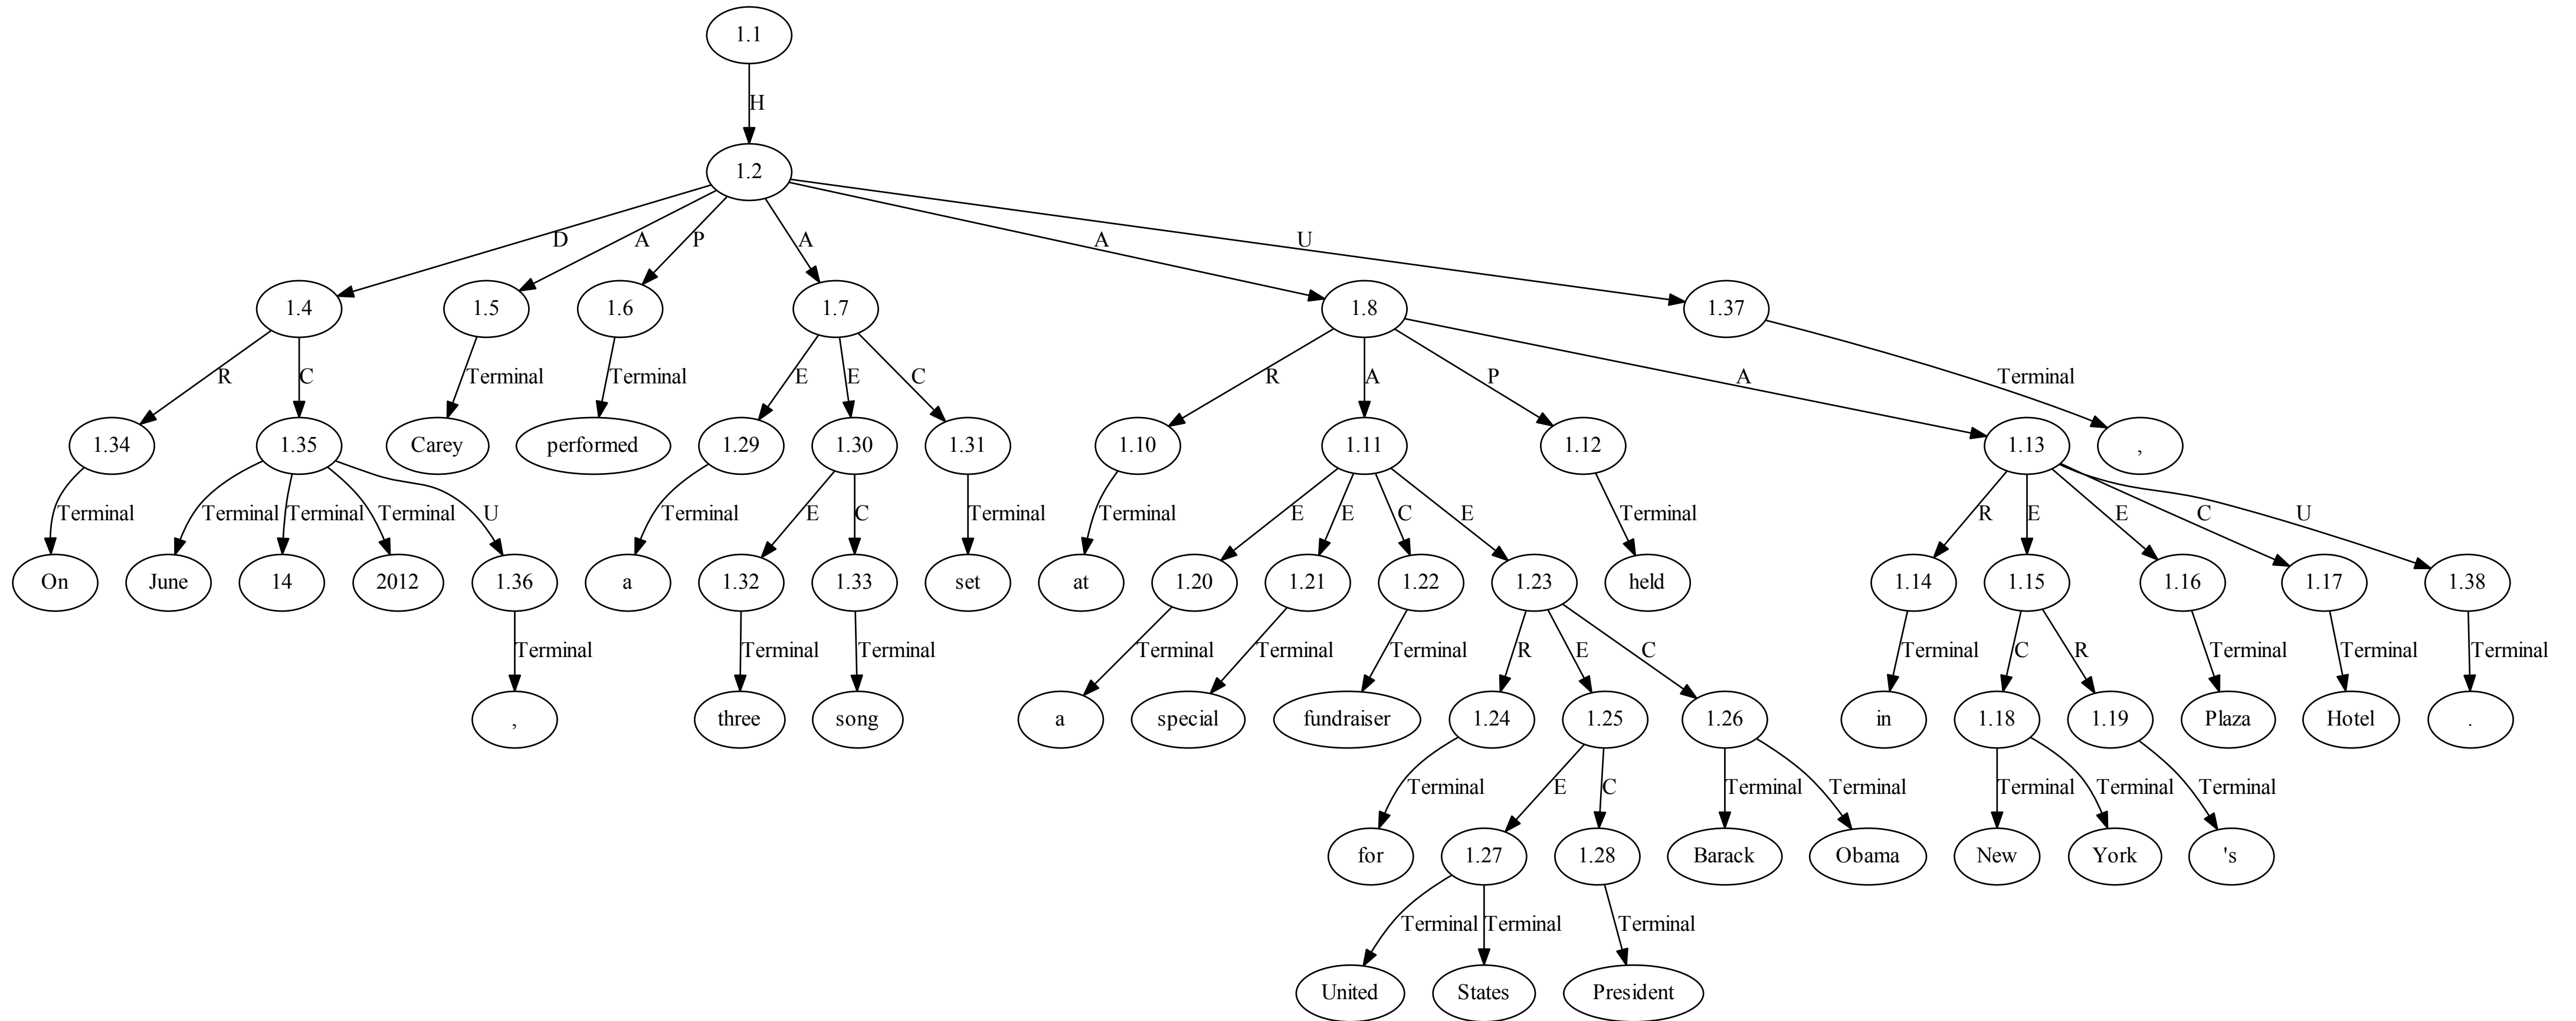 1.1
H
1.2
D A P A A U
1.4 1.5 1.6 1.7 1.8 1.37
R C Terminal Terminal E E C R A P A Terminal
1.34 1.35 Carey performed 1.29 1.30 1.31 1.10 1.11 1.12 1.13 ,
Terminal Terminal Terminal Terminal U Terminal E C Terminal Terminal E E C E Terminal R E E C U
On June 14 2012 1.36 a 1.32 1.33 set at 1.20 1.21 1.22 1.23 held 1.14 1.15 1.16 1.17 1.38
Terminal Terminal Terminal Terminal Terminal Terminal R E C Terminal C R Terminal Terminal Terminal
, three song a special fundraiser 1.24 1.25 1.26 in 1.18 1.19 Plaza Hotel .
Terminal E C Terminal Terminal Terminal Terminal Terminal
for 1.27 1.28 Barack Obama New York 's
Terminal Terminal Terminal
United States President